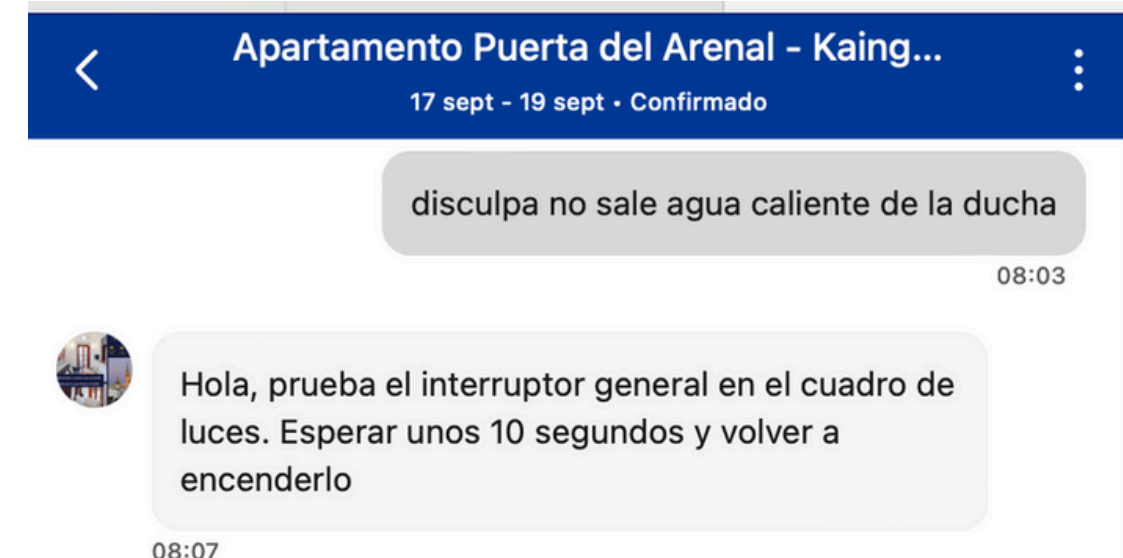 Apartamento Puerta del Arenal - Kaing...
17 sept - 19 sept • Confirmado
disculpa no sale agua caliente de la ducha
08:03
Hola, prueba el interruptor general en el cuadro de
luces. Esperar unos 10 segundos y volver a
encenderlo
08:07